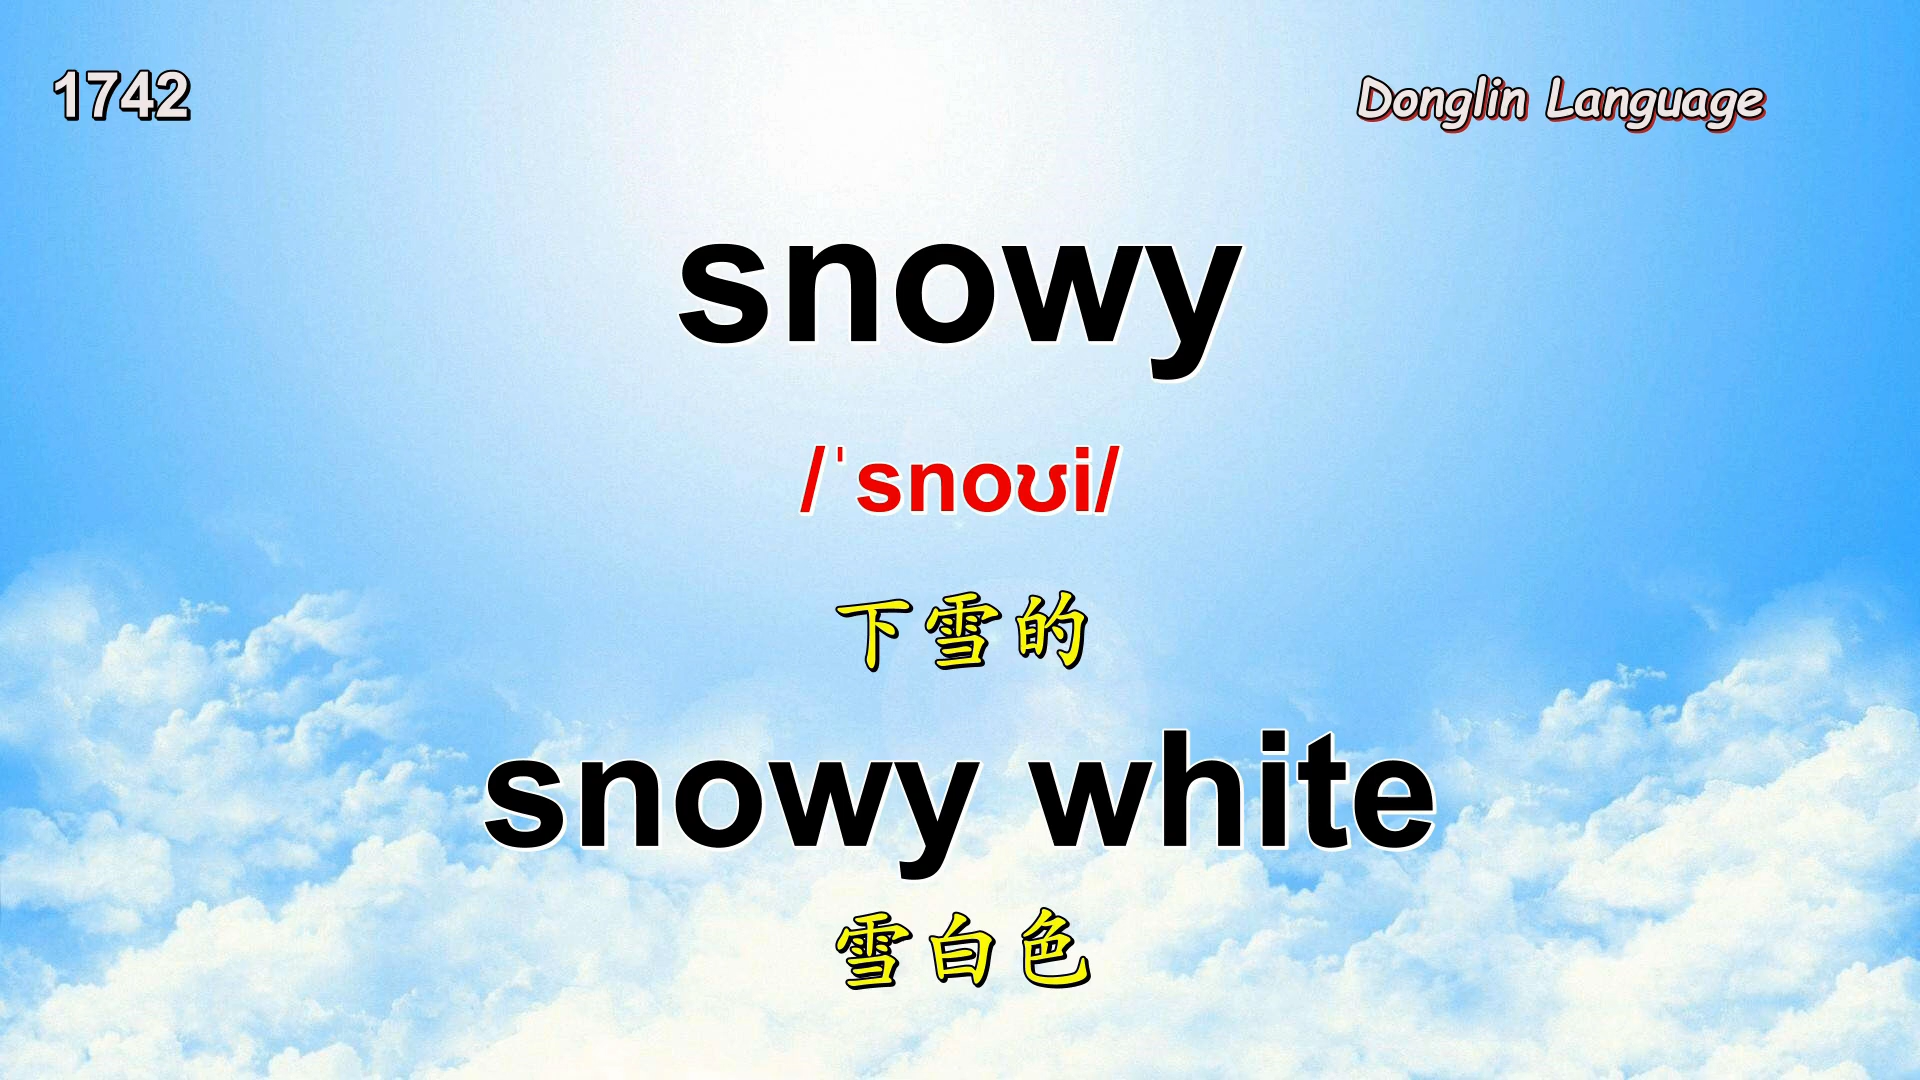 1742
Donglin Language
snowy
/ˈsnoʊi/
下雪的
snowy white
雪白色